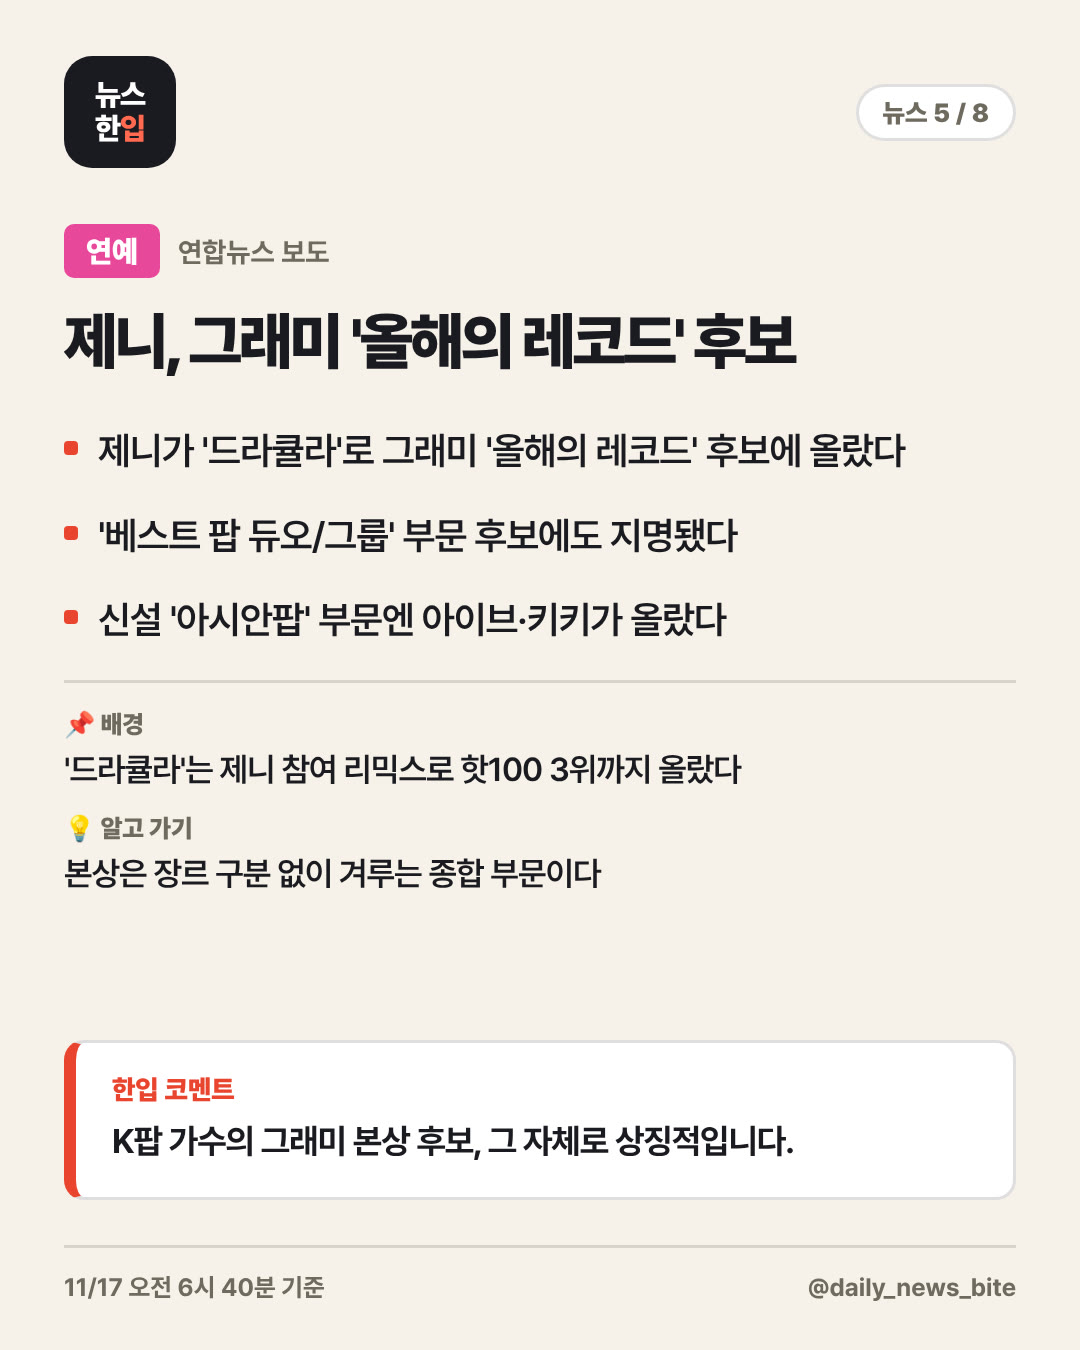 뉴스
한입
뉴스 5 / 8
연예 연합뉴스 보도
제니, 그래미 '올해의 레코드' 후보
제니가 '드라큘라'로 그래미 '올해의 레코드' 후보에 올랐다
'베스트 팝 듀오/그룹' 부문 후보에도 지명됐다
신설 '아시안팝' 부문엔 아이브·키키가 올랐다
📌 배경
'드라큘라'는 제니 참여 리믹스로 핫100 3위까지 올랐다
💡 알고 가기
본상은 장르 구분 없이 겨루는 종합 부문이다
한입 코멘트
K팝 가수의 그래미 본상 후보, 그 자체로 상징적입니다.
11/17 오전 6시 40분 기준
@daily_news_bite